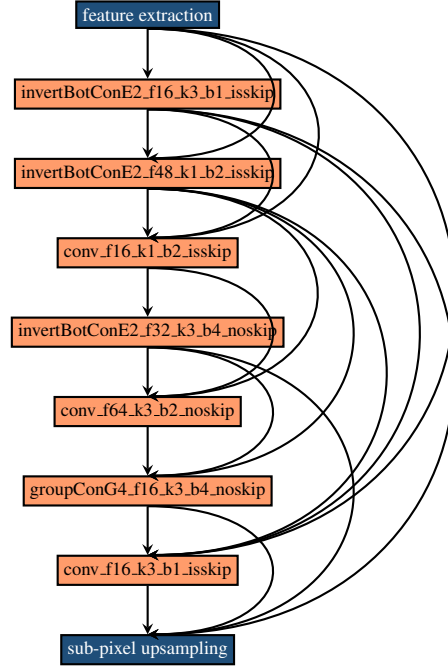 feature extraction
invertBotConE2_f16_k3_b1_isskip
invertBotConE2_f48_k1_b2_isskip
conv_f16_k1_b2_isskip
invertBotConE2_f32_k3_b4_noskip
conv_f64_k3_b2_noskip
groupConG4_f16_k3_b4_noskip
conv_f16_k3_b1_isskip
sub-pixel upsampling